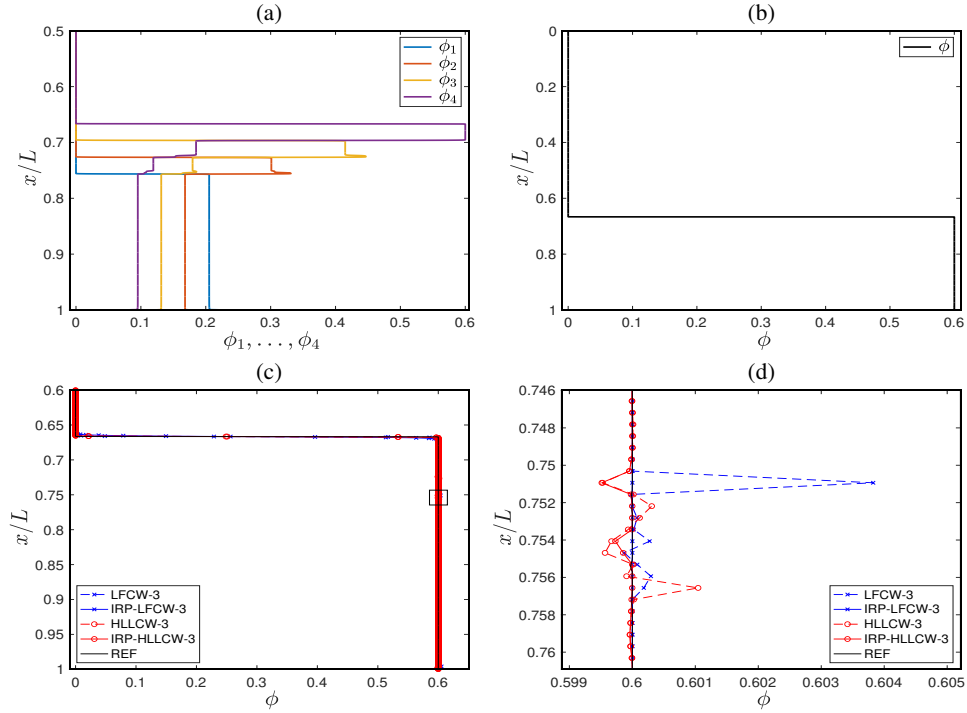 (a)
0.5
0.6
0.7
0.8
0.9
1
x/L
0
0.1
0.2
0.3
0.4
0.5
0.6
ϕ1, . . . , ϕ4
ϕ1
ϕ2
ϕ3
ϕ4
(b)
0
0.2
0.4
0.6
0.8
1
x/L
0
0.1
0.2
0.3
0.4
0.5
0.6
ϕ
ϕ
(c)
0.6
0.65
0.7
0.75
0.8
0.85
0.9
0.95
1
x/L
0
0.1
0.2
0.3
0.4
0.5
0.6
ϕ
LFCW-3
IRP-LFCW-3
HLLCW-3
IRP-HLLCW-3
REF
(d)
0.746
0.748
0.75
0.752
0.754
0.756
0.758
0.76
x/L
0.599
0.6
0.601
0.602
0.603
0.604
0.605
ϕ
LFCW-3
IRP-LFCW-3
HLLCW-3
IRP-HLLCW-3
REF